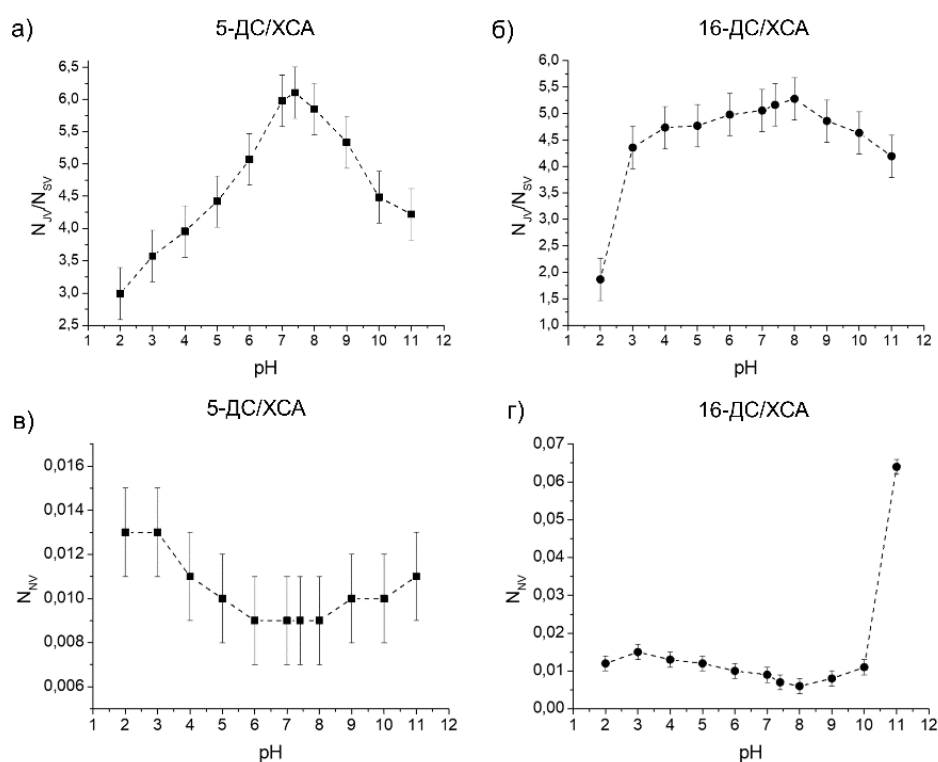 а) 5-ДС/ХСА
6,5
6,0
5,5
5,0
4,5
4,0
3,5
3,0
2,5
N_JV/N_SV
1 2 3 4 5 6 7 8 9 10 11 12
pH
б) 16-ДС/ХСА
6,0
5,5
5,0
4,5
4,0
3,5
3,0
2,5
2,0
1,5
1,0
N_JV/N_SV
1 2 3 4 5 6 7 8 9 10 11 12
pH
в) 5-ДС/ХСА
0,016
0,014
0,012
0,010
0,008
0,006
N_NV
1 2 3 4 5 6 7 8 9 10 11 12
pH
г) 16-ДС/ХСА
0,07
0,06
0,05
0,04
0,03
0,02
0,01
0,00
N_NV
1 2 3 4 5 6 7 8 9 10 11 12
pH